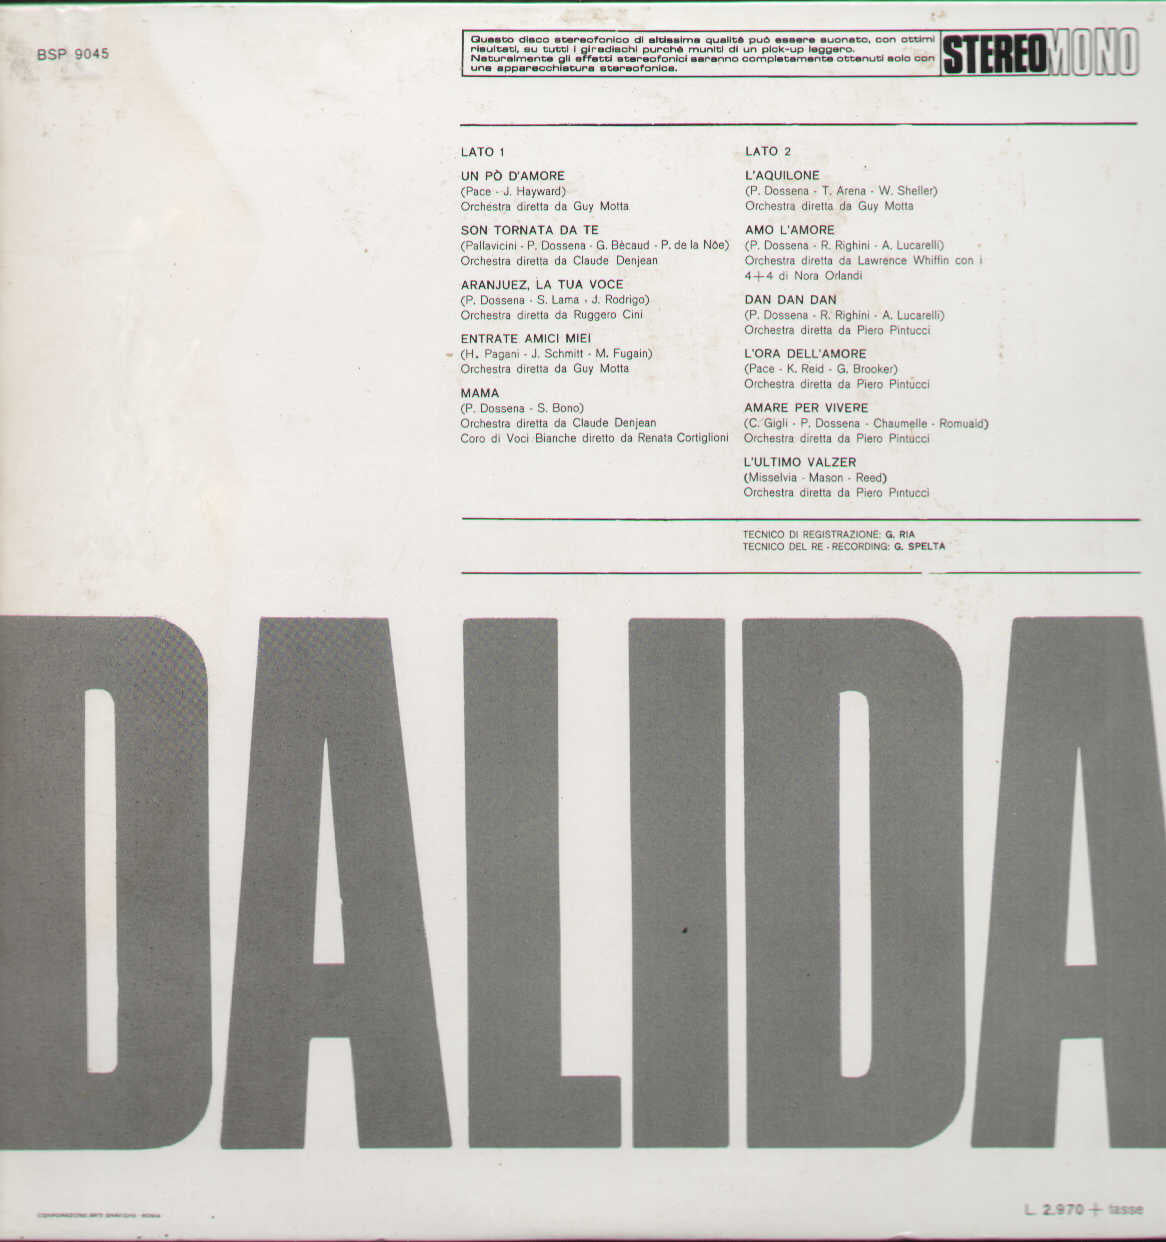 BSP 9045
Questo disco stereofonico di altissima qualità può essere suonato, con ottimi
risultati, su tutti i giradischi purchè muniti di un pick-up leggero.
Naturalmente gli effetti stereofonici saranno completamente ottenuti solo con
una apparecchiatura stereofonica.
STEREO MONO
LATO 1
UN PÒ D'AMORE
(Pace - J. Hayward)
Orchestra diretta da Guy Motta
SON TORNATA DA TE
(Pallavicini - P. Dossena - G. Bècaud - P. de la Nöe)
Orchestra diretta da Claude Denjean
ARANJUEZ, LA TUA VOCE
(P. Dossena - S. Lama - J. Rodrigo)
Orchestra diretta da Ruggero Cini
ENTRATE AMICI MIEI
(H. Pagani - J. Schmitt - M. Fugain)
Orchestra diretta da Guy Motta
MAMA
(P. Dossena - S. Bono)
Orchestra diretta da Claude Denjean
Coro di Voci Bianche diretto da Renata Cortiglioni
LATO 2
L'AQUILONE
(P. Dossena - T. Arena - W. Sheller)
Orchestra diretta da Guy Motta
AMO L'AMORE
(P. Dossena - R. Righini - A. Lucarelli)
Orchestra diretta da Lawrence Whiffin con i
4+4 di Nora Orlandi
DAN DAN DAN
(P. Dossena - R. Righini - A. Lucarelli)
Orchestra diretta da Piero Pintucci
L'ORA DELL'AMORE
(Pace - K. Reid - G. Brooker)
Orchestra diretta da Piero Pintucci
AMARE PER VIVERE
(C. Gigli - P. Dossena - Chaumelle - Romuald)
Orchestra diretta da Piero Pintucci
L'ULTIMO VALZER
(Misselvia - Mason - Reed)
Orchestra diretta da Piero Pintucci
TECNICO DI REGISTRAZIONE: G. RIA
TECNICO DEL RE-RECORDING: G. SPELTA
DALIDA
CORPORAZIONE ARTI GRAFICHE - ROMA
L. 2.970 + tasse